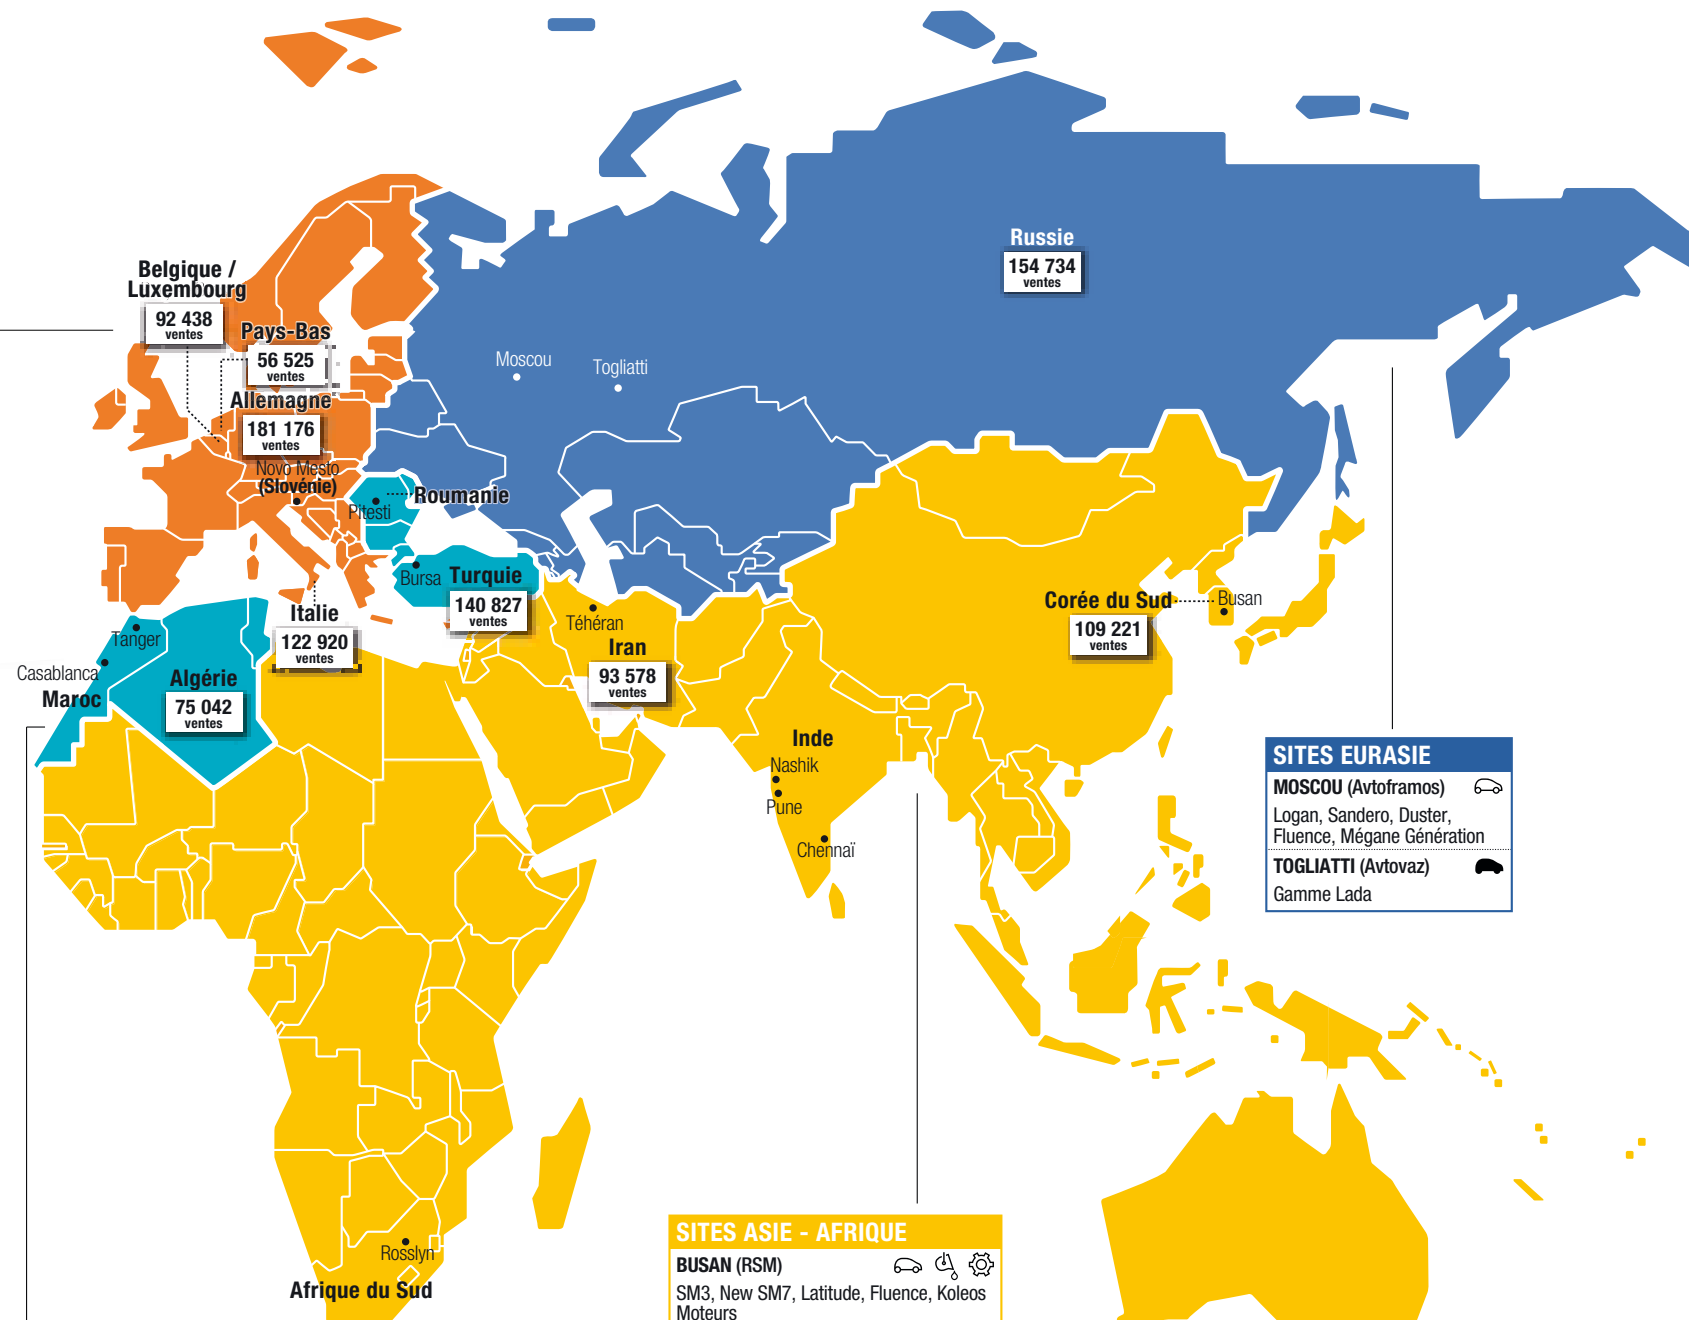 Russie
154 734
ventes
Belgique /
Luxembourg
92 438
ventes
Pays-Bas
56 525
ventes
Allemagne
181 176
ventes
Moscou
Togliatti
Novo Mesto
(Slovénie)
Roumanie
Pitesti
Bursa
Turquie
140 827
ventes
Italie
122 920
ventes
Téhéran
Iran
93 578
ventes
Corée du Sud
109 221
ventes
Busan
Tanger
Casablanca
Maroc
Algérie
75 042
ventes
Inde
Nashik
Pune
Chennaï
SITES EURASIE
MOSCOU (Avtoframos)
Logan, Sandero, Duster,
Fluence, Mégane Génération
TOGLIATTI (Avtovaz)
Gamme Lada
Rosslyn
Afrique du Sud
SITES ASIE - AFRIQUE
BUSAN (RSM)
SM3, New SM7, Latitude, Fluence, Koleos
Moteurs